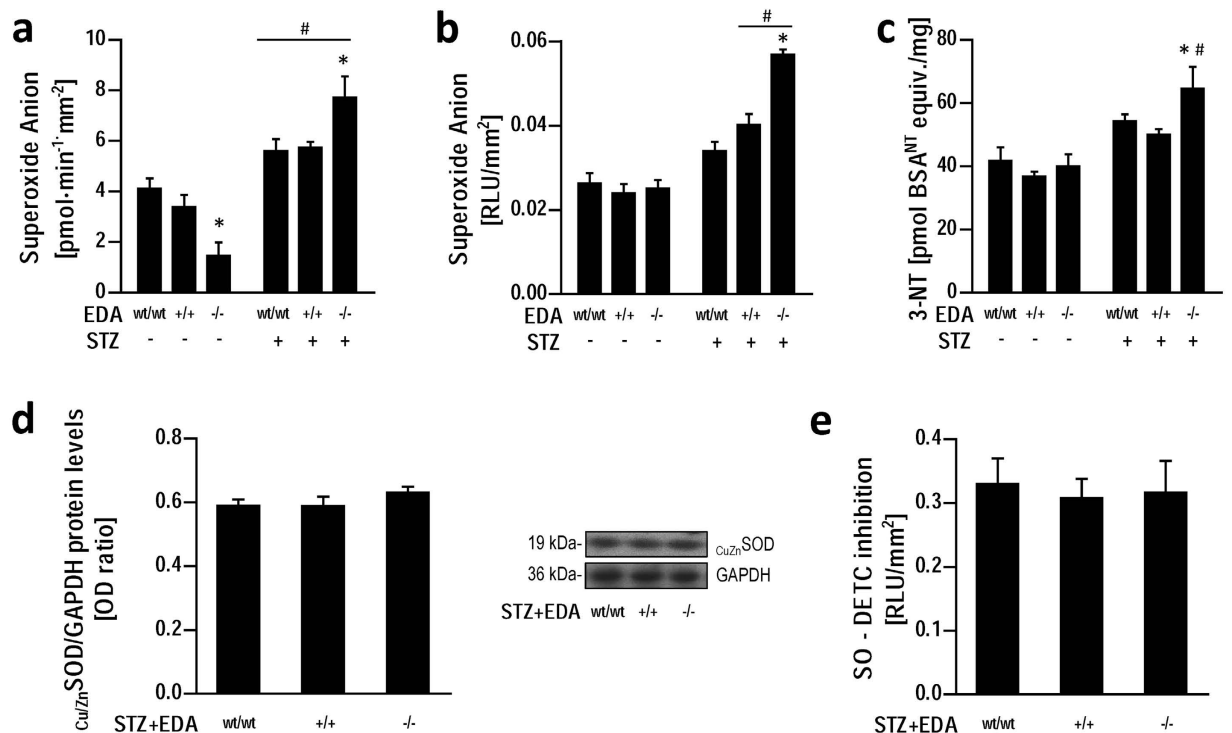 a
Superoxide Anion
[pmol·min⁻¹·mm⁻²]
10
8
6
4
2
0
*
#
*
EDA wt/wt +/+ -/- wt/wt +/+ -/-
STZ - - - + + +
b
Superoxide Anion
[RLU/mm²]
0.06
0.04
0.02
0.00
#
*
EDA wt/wt +/+ -/- wt/wt +/+ -/-
STZ - - - + + +
c
3-NT [pmol BSA^NT equiv./mg]
80
60
40
20
0
* #
EDA wt/wt +/+ -/- wt/wt +/+ -/-
STZ - - - + + +
d
Cu/ZnSOD/GAPDH protein levels
[OD ratio]
0.8
0.6
0.4
0.2
0.0
STZ+EDA wt/wt +/+ -/-
19 kDa- CuZnSOD
36 kDa- GAPDH
STZ+EDA wt/wt +/+ -/-
e
SO - DETC inhibition
[RLU/mm²]
0.4
0.3
0.2
0.1
0.0
STZ+EDA wt/wt +/+ -/-